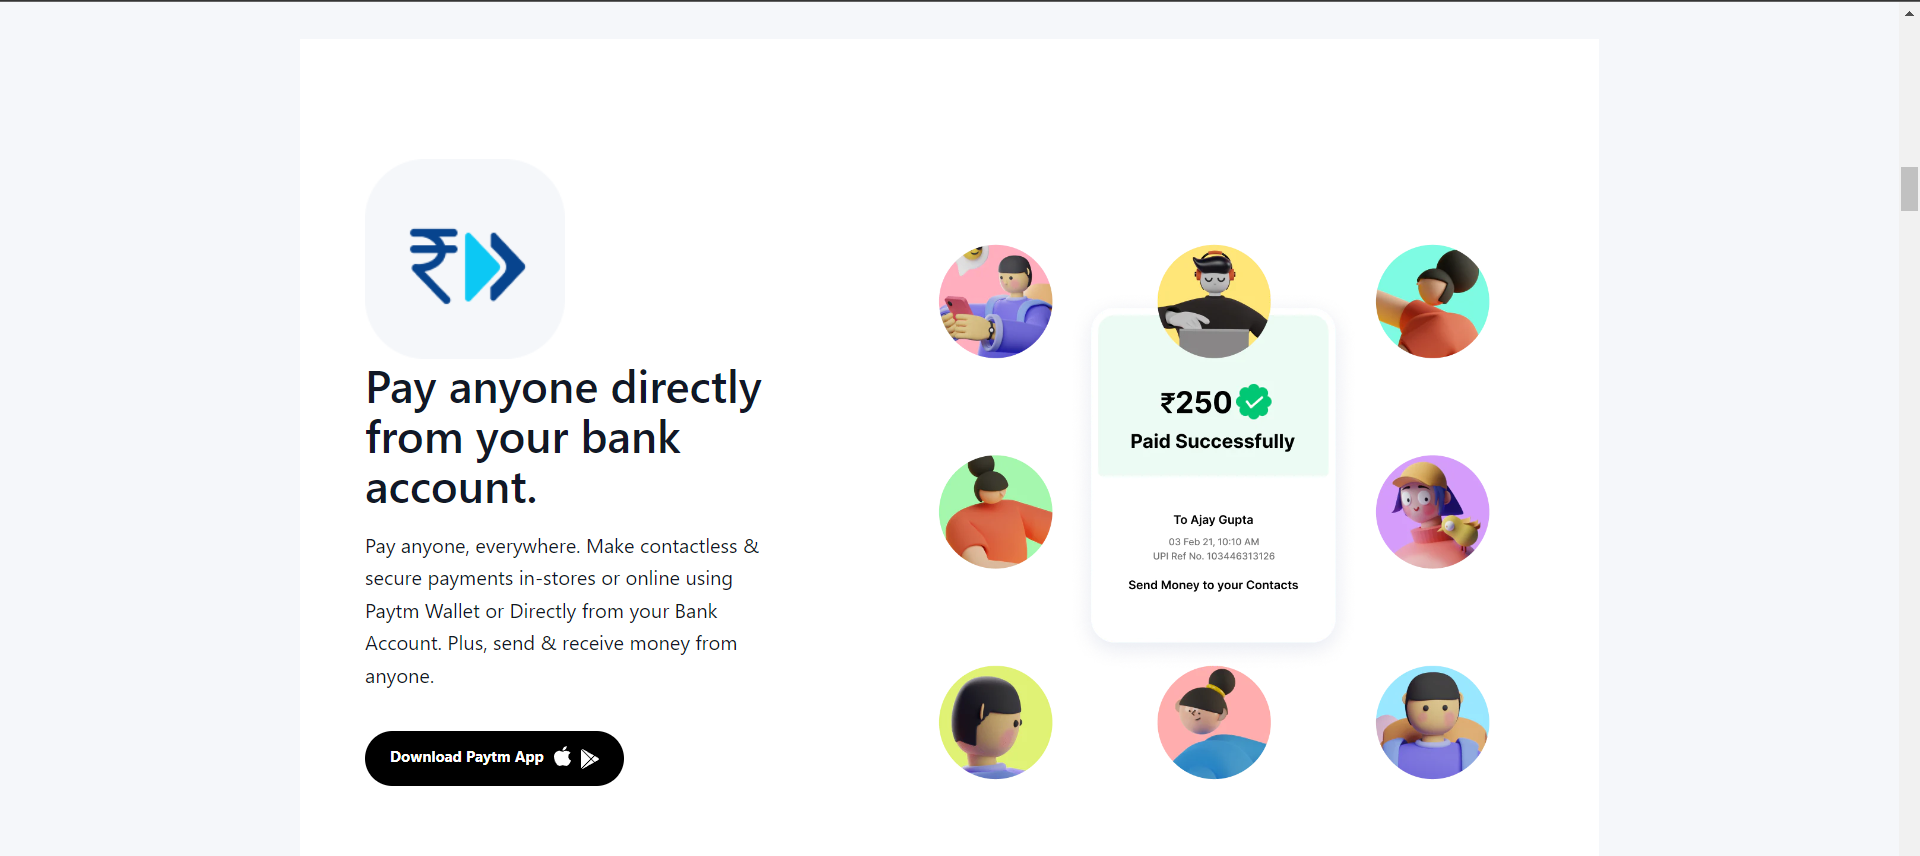 Pay anyone directly
from your bank
account.
Pay anyone, everywhere. Make contactless &
secure payments in-stores or online using
Paytm Wallet or Directly from your Bank
Account. Plus, send & receive money from
anyone.
Download Paytm App
₹250
Paid Successfully
To Ajay Gupta
03 Feb 21, 10:10 AM
UPI Ref No. 103446313126
Send Money to your Contacts